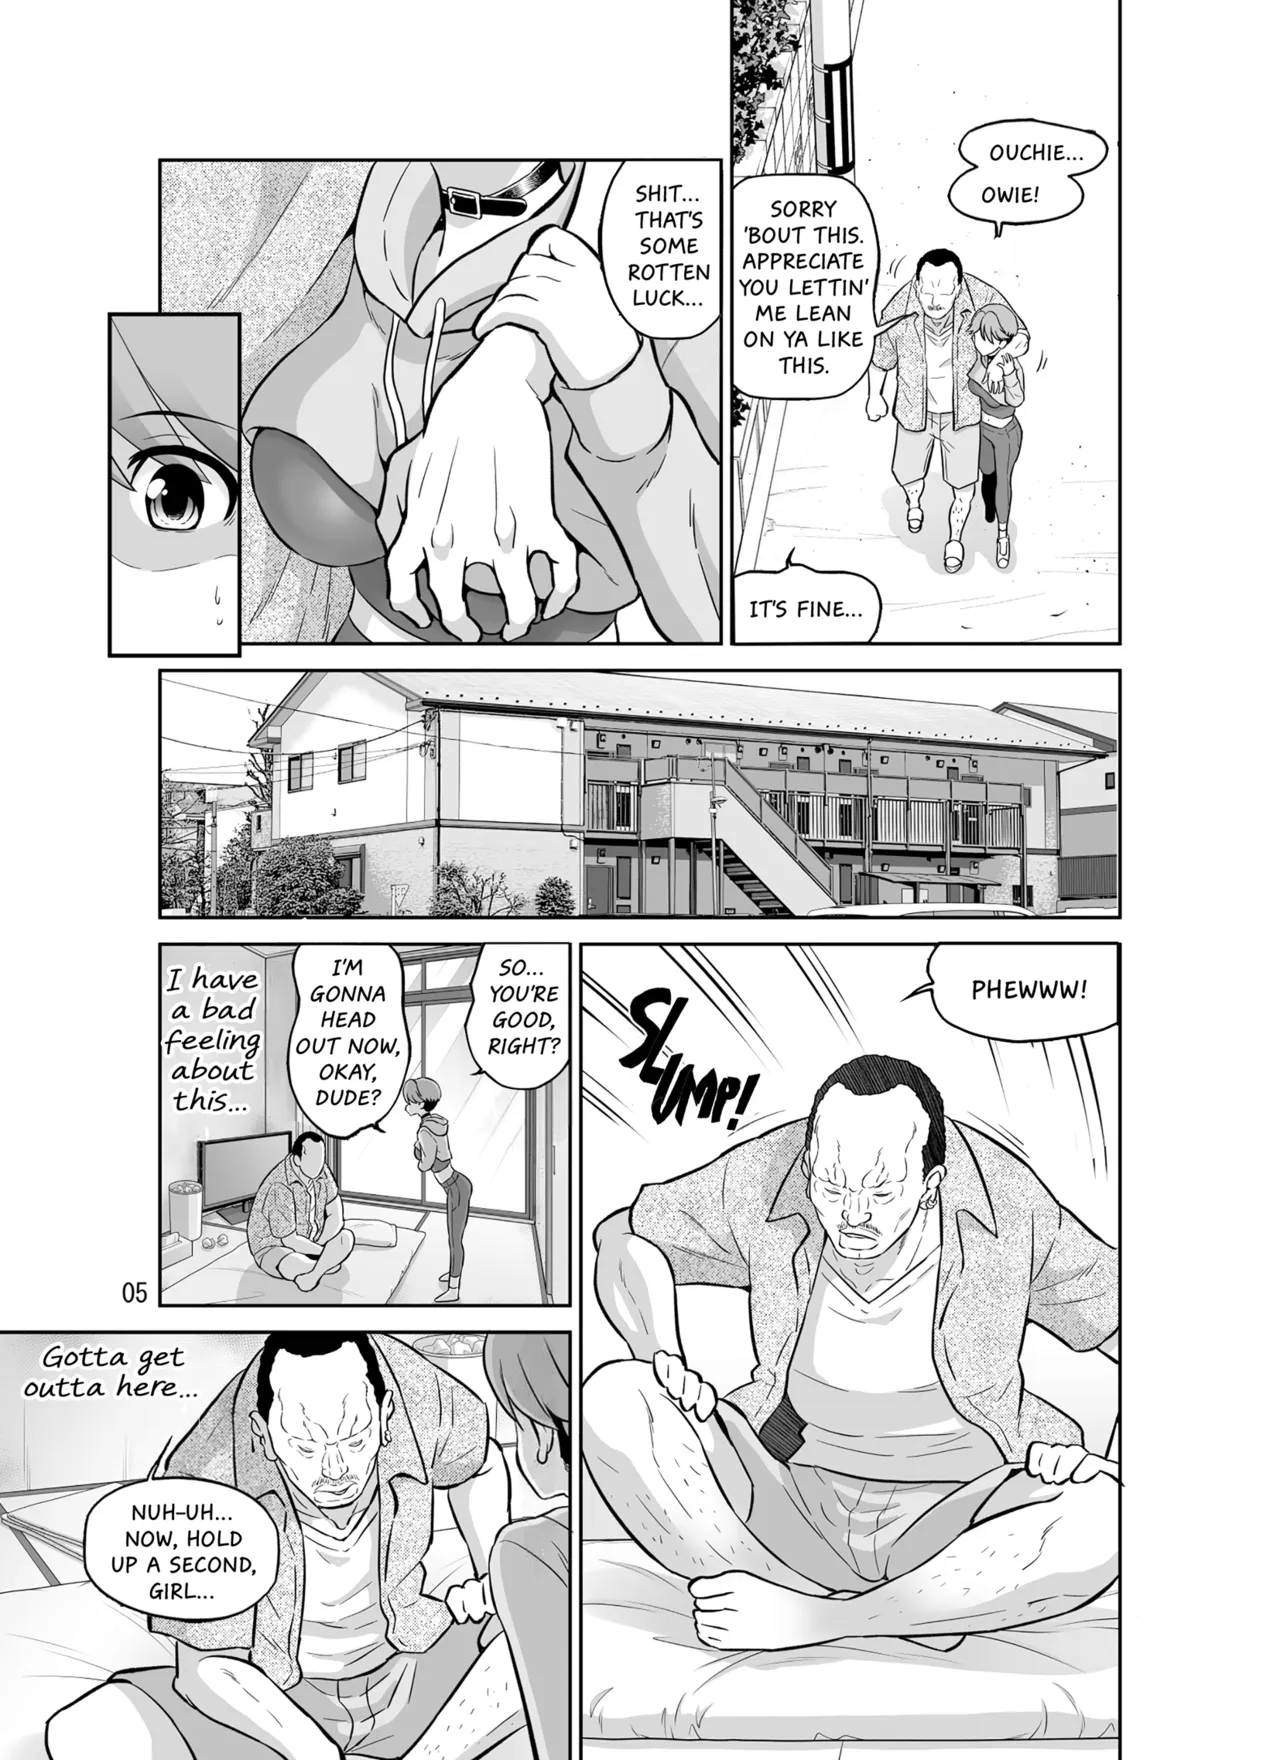 OUCHIE...
OWIE!
SORRY
'BOUT THIS.
APPRECIATE
YOU LETTIN'
ME LEAN
ON YA LIKE
THIS.
IT'S FINE...
SHIT...
THAT'S
SOME
ROTTEN
LUCK...
PHEWWW!
SLUMP!
SO...
YOU'RE
GOOD,
RIGHT?
I'M
GONNA
HEAD
OUT NOW,
OKAY,
DUDE?
I have
a bad
feeling
about
this...
05
Gotta get
outta here...
NUH-UH...
NOW, HOLD
UP A SECOND,
GIRL...